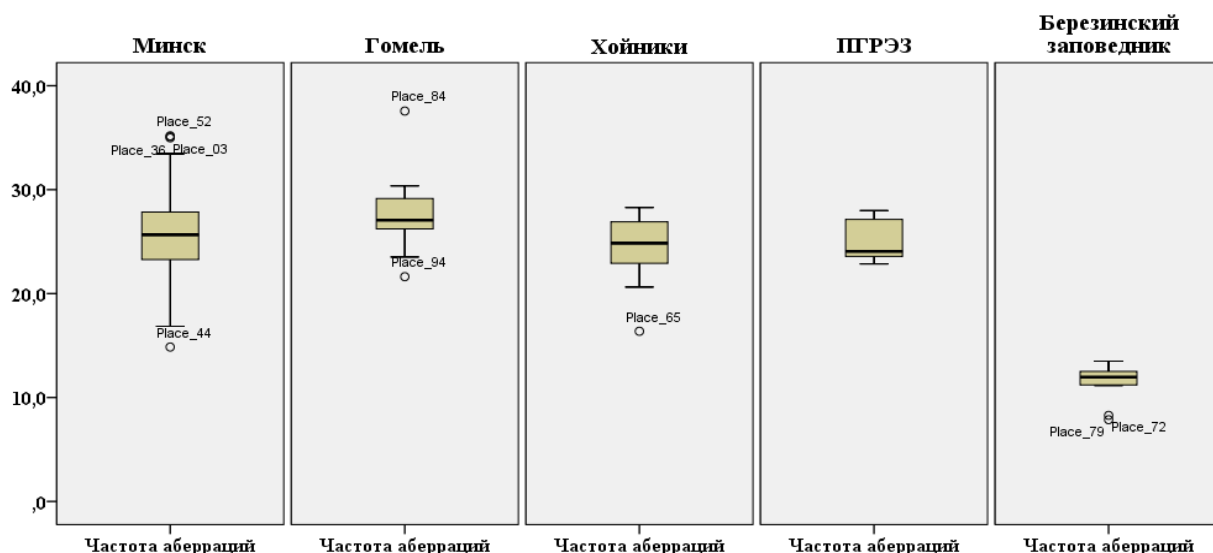 Минск
Гомель
Хойники
ПГРЭЗ
Березинский
заповедник
40,0
30,0
20,0
10,0
,0
Place_52
Place_36 Place_03
Place_44
Place_84
Place_94
Place_65
Place_79
Place_72
Частота аберраций
Частота аберраций
Частота аберраций
Частота аберраций
Частота аберраций